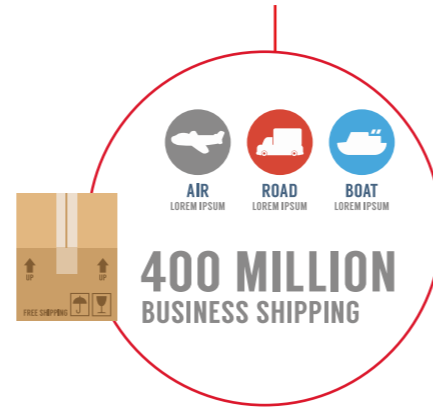 AIR
LOREM IPSUM
ROAD
LOREM IPSUM
BOAT
LOREM IPSUM
400 MILLION
BUSINESS SHIPPING
UP
UP
FREE SHIPPING